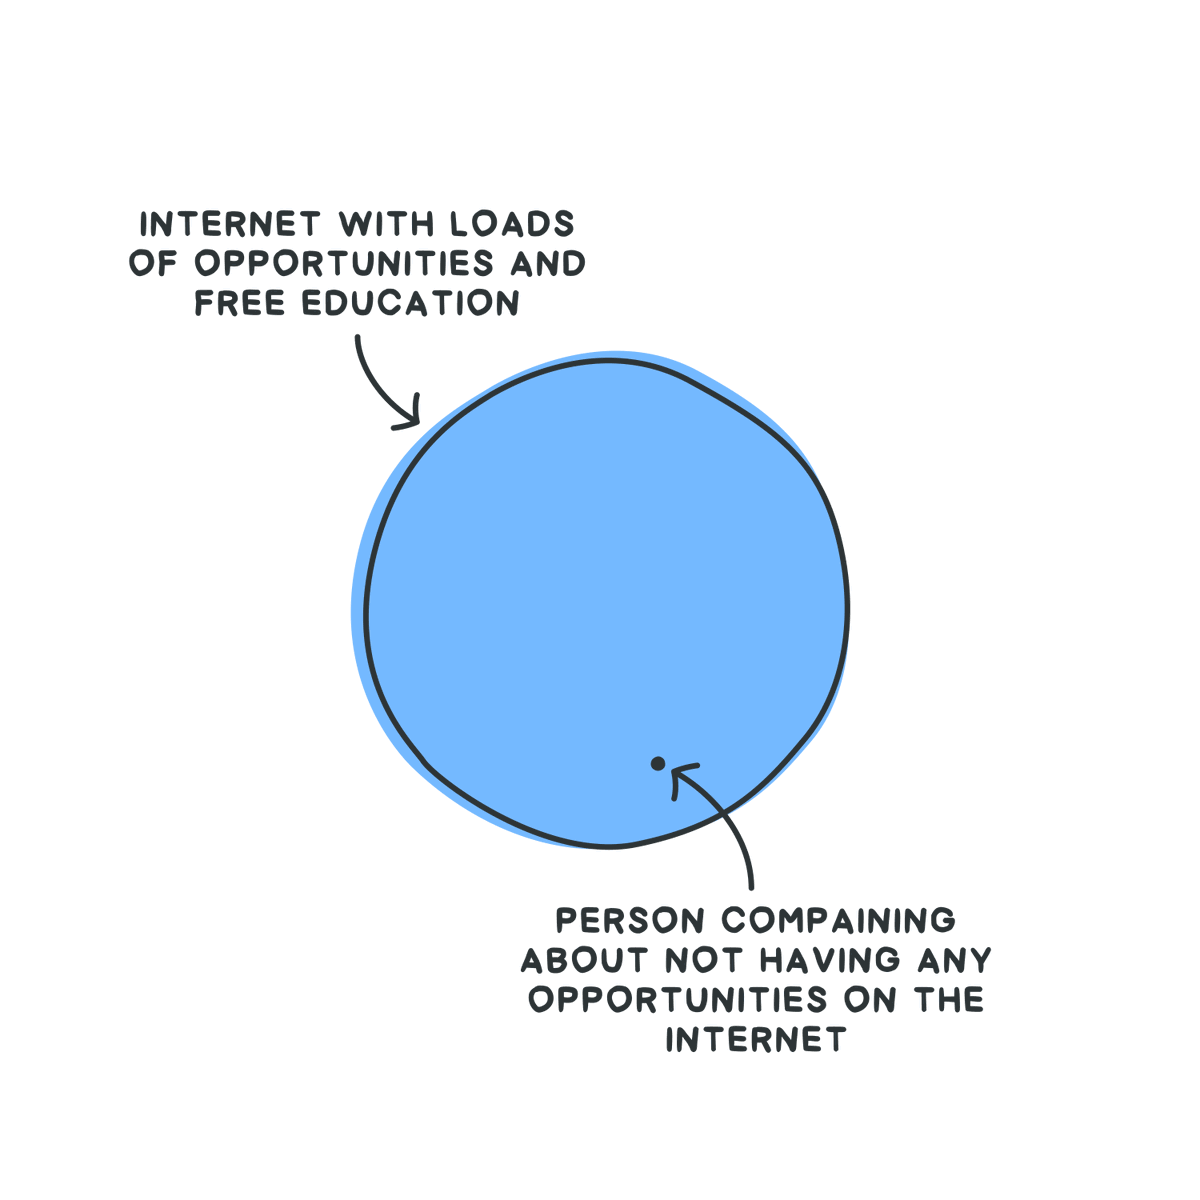 INTERNET WITH LOADS
OF OPPORTUNITIES AND
FREE EDUCATION
PERSON COMPAINING
ABOUT NOT HAVING ANY
OPPORTUNITIES ON THE
INTERNET